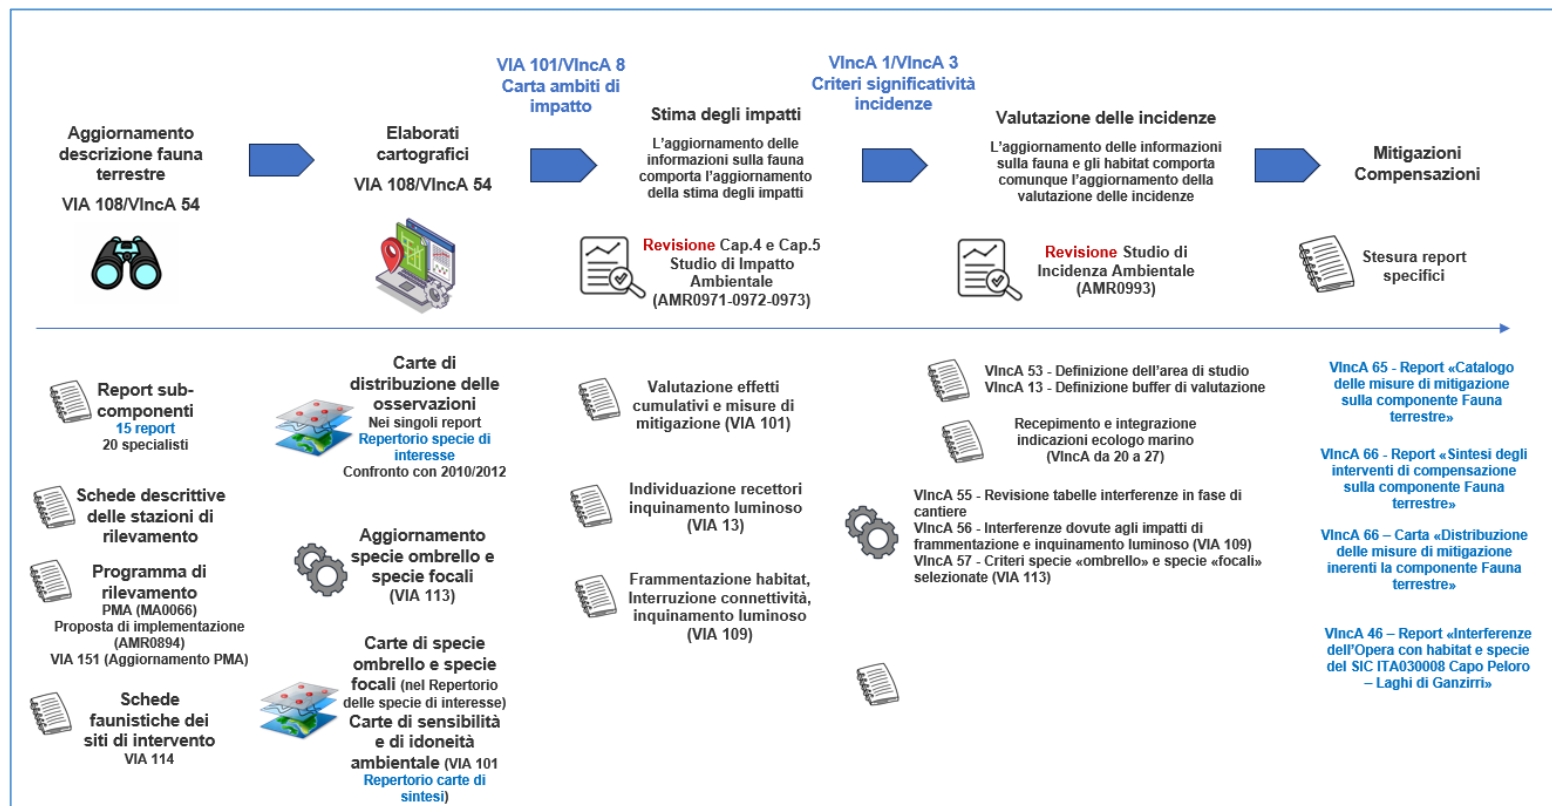 Aggiornamento
descrizione fauna
terrestre
VIA 108/VIncA 54
Elaborati
cartografici
VIA 108/VIncA 54
VIA 101/VIncA 8
Carta ambiti di
impatto
Stima degli impatti
L'aggiornamento delle
informazioni sulla fauna
comporta l'aggiornamento
della stima degli impatti
Revisione Cap.4 e Cap.5
Studio di Impatto
Ambientale
(AMR0971-0972-0973)
VIncA 1/VIncA 3
Criteri significatività
incidenze
Valutazione delle incidenze
L'aggiornamento delle informazioni
sulla fauna e gli habitat comporta
comunque l'aggiornamento della
valutazione delle incidenze
Revisione Studio di
Incidenza Ambientale
(AMR0993)
Mitigazioni
Compensazioni
Stesura report
specifici
Report sub-
componenti
15 report
20 specialisti
Schede descrittive
delle stazioni di
rilevamento
Programma di
rilevamento
PMA (MA0066)
Proposta di implementazione
(AMR0894)
VIA 151 (Aggiornamento PMA)
Schede
faunistiche dei
siti di intervento
VIA 114
Carte di
distribuzione delle
osservazioni
Nei singoli report
Repertorio specie di
interesse
Confronto con 2010/2012
Aggiornamento
specie ombrello e
specie focali
(VIA 113)
Carte di specie
ombrello e specie
focali (nel Repertorio
delle specie di interesse)
Carte di sensibilità
e di idoneità
ambientale (VIA 101
Repertorio carte di
sintesi)
Valutazione effetti
cumulativi e misure di
mitigazione (VIA 101)
Individuazione recettori
inquinamento luminoso
(VIA 13)
Frammentazione habitat,
Interruzione connettività,
inquinamento luminoso
(VIA 109)
VIncA 53 - Definizione dell'area di studio
VIncA 13 - Definizione buffer di valutazione
Recepimento e integrazione
indicazioni ecologo marino
(VIncA da 20 a 27)
VIncA 55 - Revisione tabelle interferenze in fase di
cantiere
VIncA 56 - Interferenze dovute agli impatti di
frammentazione e inquinamento luminoso (VIA 109)
VIncA 57 - Criteri specie «ombrello» e specie «focali»
selezionate (VIA 113)
VIncA 65 - Report «Catalogo
delle misure di mitigazione
sulla componente Fauna
terrestre»
VIncA 66 - Report «Sintesi degli
interventi di compensazione
sulla componente Fauna
terrestre»
VIncA 66 – Carta «Distribuzione
delle misure di mitigazione
inerenti la componente Fauna
terrestre»
VIncA 46 – Report «Interferenze
dell'Opera con habitat e specie
del SIC ITA030008 Capo Peloro
– Laghi di Ganzirri»